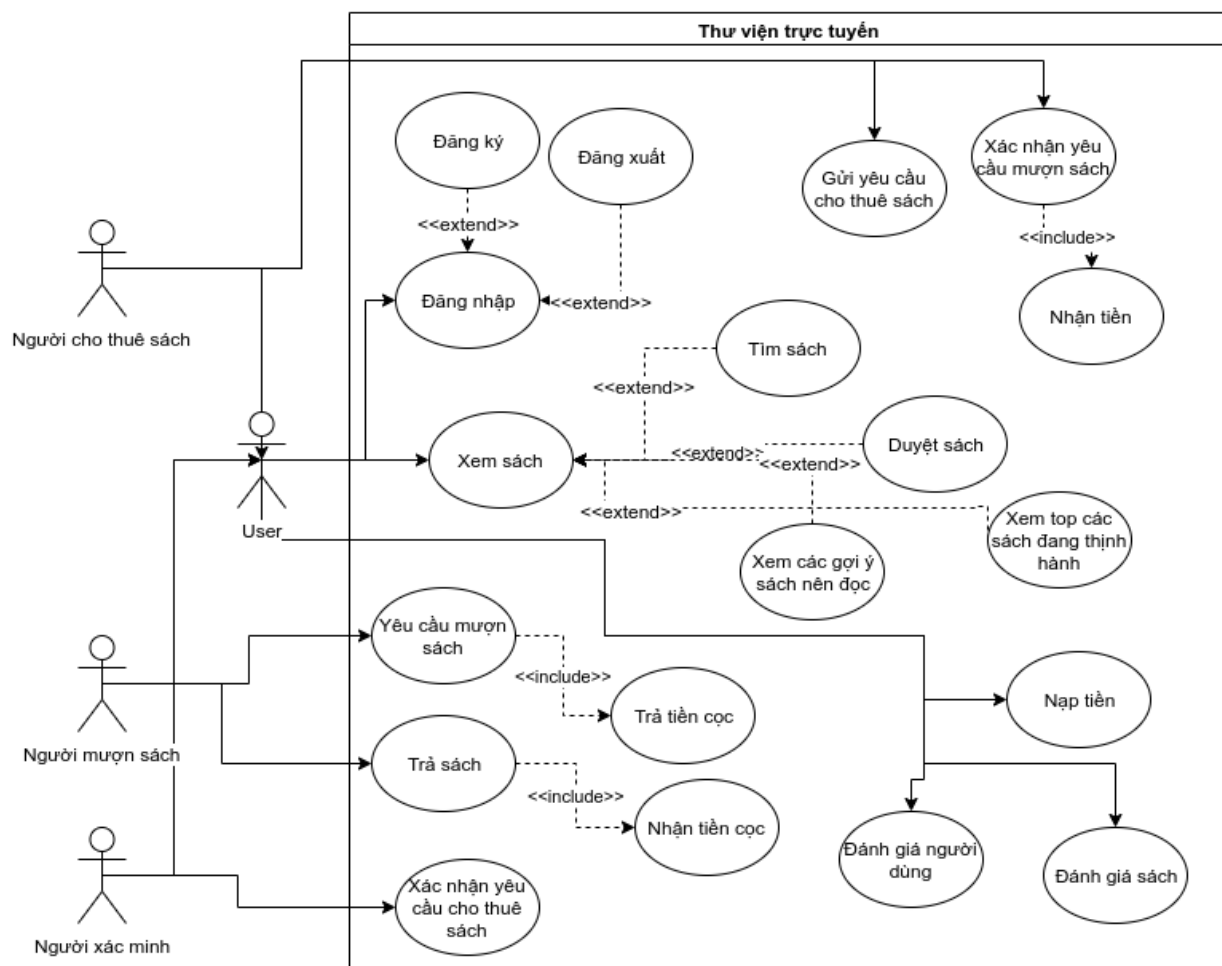 Thư viện trực tuyến
Đăng ký
Đăng xuất
Gửi yêu cầu
cho thuê sách
Xác nhận yêu
cầu mượn sách
<<extend>>
<<include>>
Người cho thuê sách
Đăng nhập
<<extend>>
Nhận tiền
Tìm sách
<<extend>>
User
Xem sách
<<extend>>
Duyệt sách
<<extend>>
<<extend>>
Xem top các
sách đang thịnh
hành
Xem các gợi ý
sách nên đọc
Người mượn sách
Yêu cầu mượn
sách
<<include>>
Trả tiền cọc
Nạp tiền
Trả sách
<<include>>
Nhận tiền cọc
Đánh giá người
dùng
Đánh giá sách
Người xác minh
Xác nhận yêu
cầu cho thuê
sách